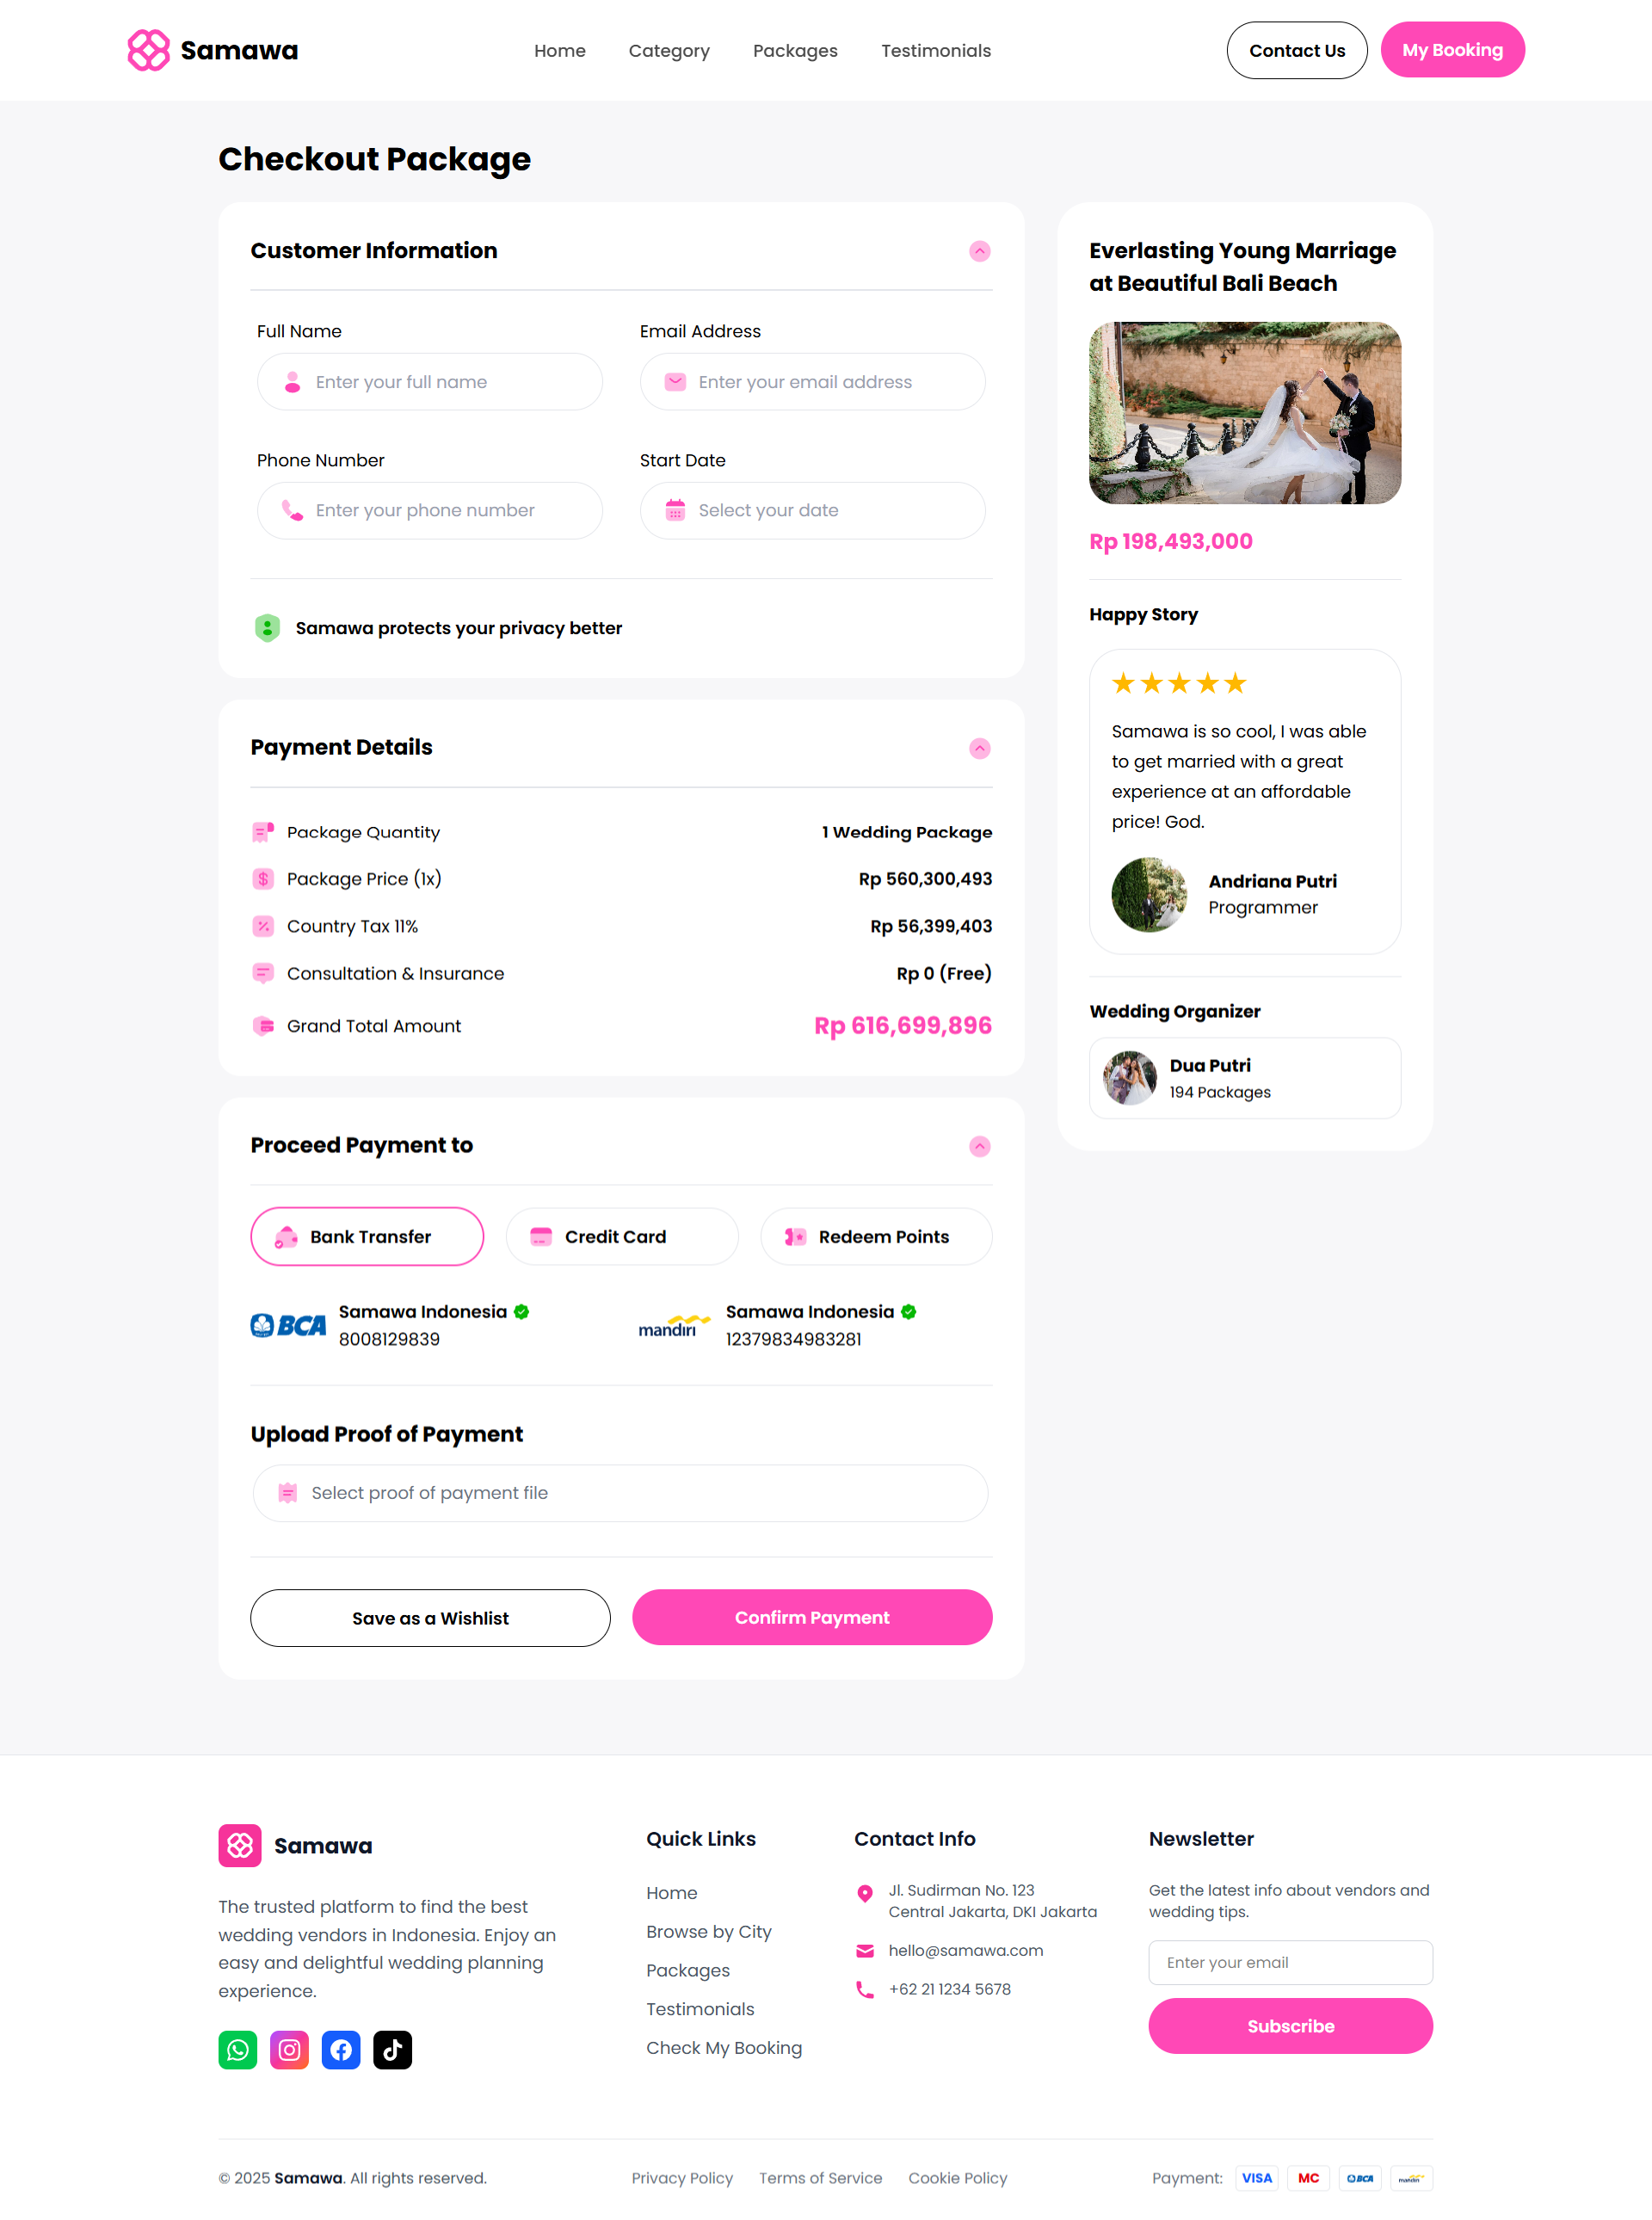 Samawa
Home
Category
Packages
Testimonials
Contact Us
My Booking
Checkout Package
Customer Information
Full Name
Enter your full name
Email Address
Enter your email address
Phone Number
Enter your phone number
Start Date
Select your date
Samawa protects your privacy better
Payment Details
Package Quantity
1 Wedding Package
Package Price (1x)
Rp 560,300,493
Country Tax 11%
Rp 56,399,403
Consultation & Insurance
Rp 0 (Free)
Grand Total Amount
Rp 616,699,896
Proceed Payment to
Bank Transfer
Credit Card
Redeem Points
BCA
Samawa Indonesia
8008129839
mandiri
Samawa Indonesia
12379834983281
Upload Proof of Payment
Select proof of payment file
Save as a Wishlist
Confirm Payment
Everlasting Young Marriage
at Beautiful Bali Beach
Rp 198,493,000
Happy Story
Samawa is so cool, I was able
to get married with a great
experience at an affordable
price! God.
Andriana Putri
Programmer
Wedding Organizer
Dua Putri
194 Packages
Samawa
The trusted platform to find the best
wedding vendors in Indonesia. Enjoy an
easy and delightful wedding planning
experience.
Quick Links
Home
Browse by City
Packages
Testimonials
Check My Booking
Contact Info
Jl. Sudirman No. 123
Central Jakarta, DKI Jakarta
hello@samawa.com
+62 21 1234 5678
Newsletter
Get the latest info about vendors and
wedding tips.
Enter your email
Subscribe
© 2025 Samawa. All rights reserved.
Privacy Policy
Terms of Service
Cookie Policy
Payment:
VISA
MC
BCA
mandiri